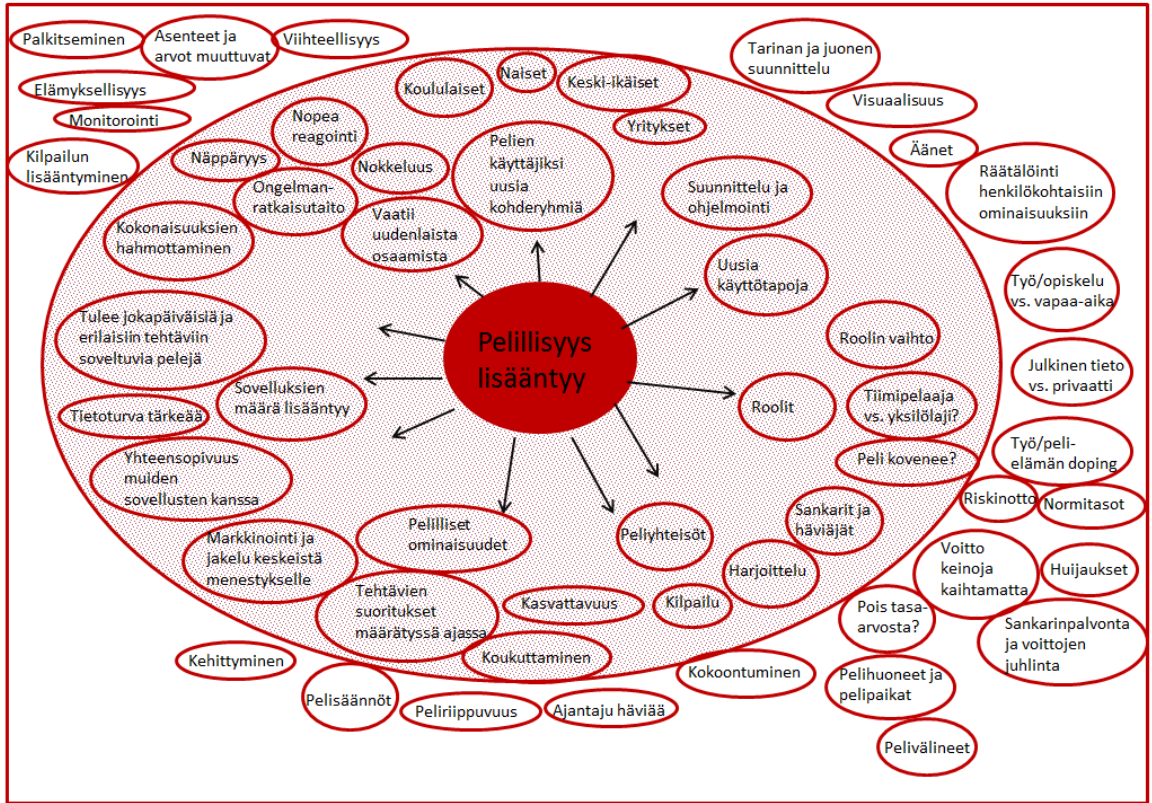 Palkitseminen
Asenteet ja
arvot muuttuvat
Viihteellisyys
Elämyksellisyys
Monitorointi
Kilpailun
lisääntyminen
Tarinan ja juonen
suunnittelu
Visuaalisuus
Äänet
Räätälöinti
henkilökohtaisiin
ominaisuuksiin
Koululaiset
Naiset
Keski-ikäiset
Yritykset
Nopea
reagointi
Näppäryys
Nokkeluus
Ongelman-
ratkaisutaito
Pelien
käyttäjiksi
uusia
kohderyhmiä
Suunnittelu ja
ohjelmointi
Kokonaisuuksien
hahmottaminen
Vaatii
uudenlaista
osaamista
Uusia
käyttötapoja
Työ/opiskelu
vs. vapaa-aika
Tulee jokapäiväisiä ja
erilaisiin tehtäviin
soveltuvia pelejä
Pelillisyys
lisääntyy
Roolin vaihto
Julkinen tieto
vs. privaatti
Sovelluksien
määrä lisääntyy
Roolit
Tiimipelaaja
vs. yksilölaji?
Tietoturva tärkeää
Työ/peli-
elämän doping
Peli kovenee?
Yhteensopivuus
muiden
sovellusten kanssa
Riskinotto
Normitasot
Markkinointi ja
jakelu keskeistä
menestykselle
Pelilliset
ominaisuudet
Peliyhteisöt
Sankarit ja
häviäjät
Voitto
keinoja
kaihtamatta
Huijaukset
Harjoittelu
Tehtävien
suoritukset
määrätyssä ajassa
Kasvattavuus
Kilpailu
Pois tasa-
arvosta?
Sankarinpalvonta
ja voittojen
juhlinta
Kehittyminen
Koukuttaminen
Kokoontuminen
Pelihuoneet ja
pelipaikat
Pelisäännöt
Peliriippuvuus
Ajantaju häviää
Pelivälineet